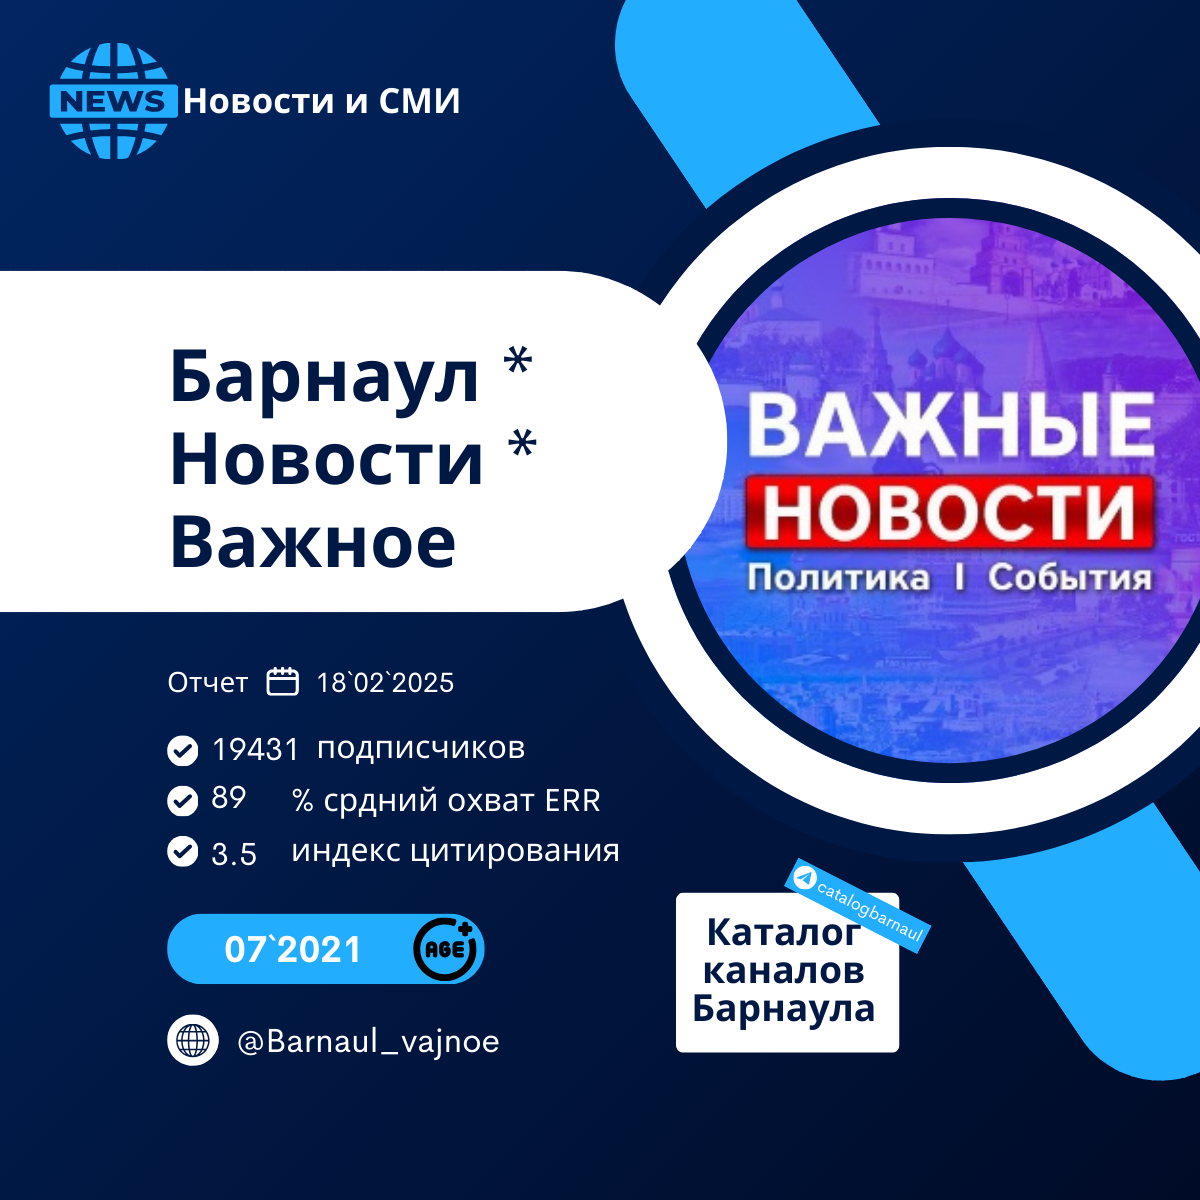 NEWS Новости и СМИ
Барнаул *
Новости *
Важное
ВАЖНЫЕ
НОВОСТИ
Политика | События
Отчет 18`02`2025
19431 подписчиков
89 % срдний охват ERR
3.5 индекс цитирования
07`2021 AGE+
@Barnaul_vajnoe
catalogbarnaul
Каталог
каналов
Барнаула